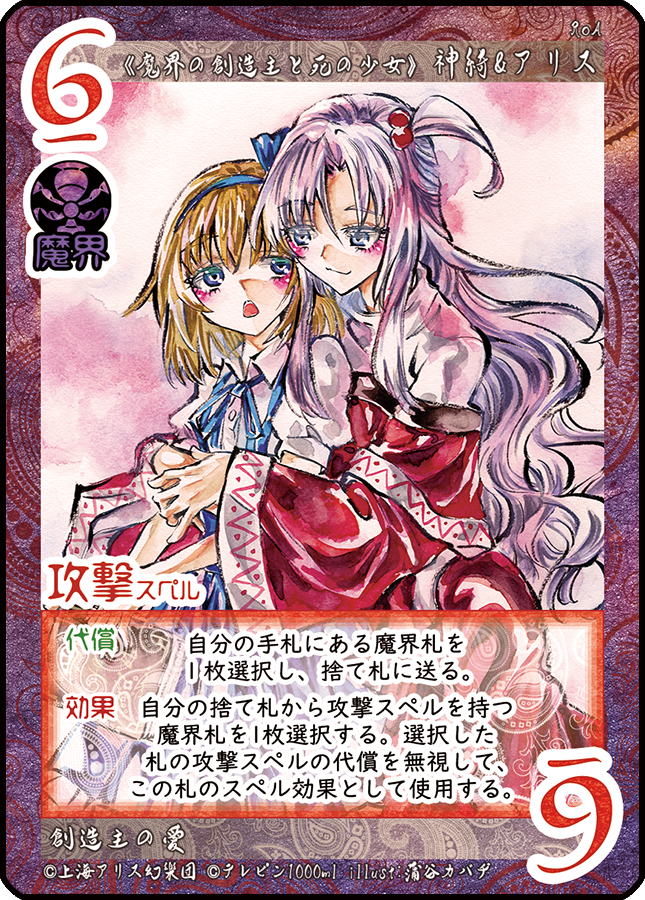 R01
6
《魔界の創造主と死の少女》 神綺&アリス
魔界
攻撃スペル
代償 自分の手札にある魔界札を
1枚選択し、捨て札に送る。
効果 自分の捨て札から攻撃スペルを持つ
魔界札を1枚選択する。選択した
札の攻撃スペルの代償を無視して、
この札のスペル効果として使用する。
6
創造主の愛
©上海アリス幻樂団 ©テレピン1000ml illust:蒲谷カバヂ